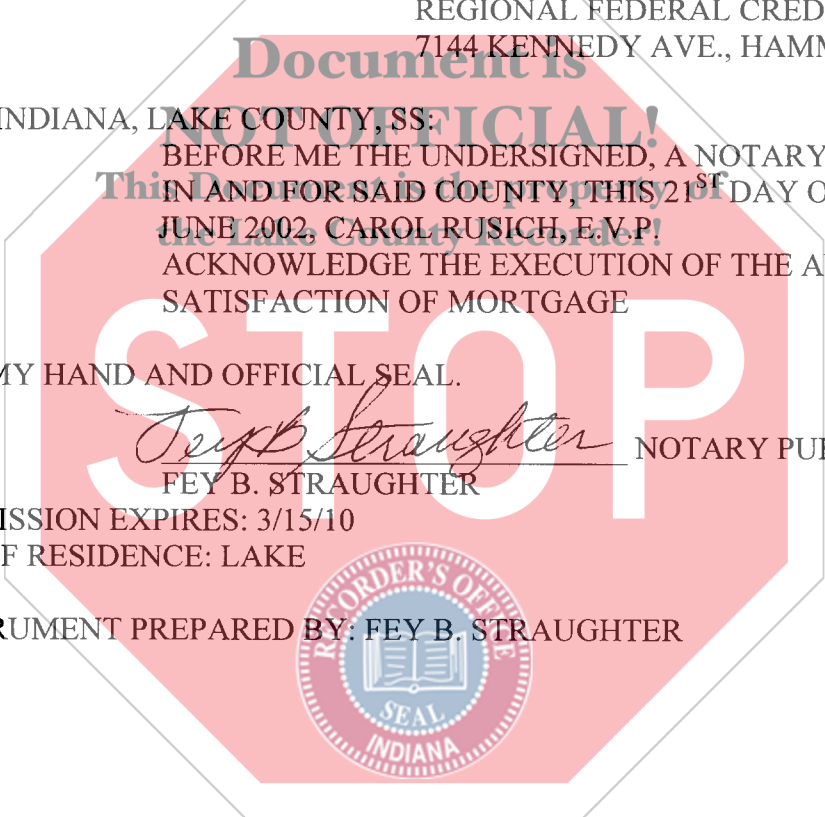 REGIONAL FEDERAL CRED
7144 KENNEDY AVE., HAMM
Document is
INDIANA, LAKE COUNTY, SS:
NOT OFFICIAL!
BEFORE ME THE UNDERSIGNED, A NOTARY
This Document is the property of
IN AND FOR SAID COUNTY, THIS 21ST DAY O
JUNE 2002, CAROL RUSICH, E.V.P.
the Lake County Recorder!
ACKNOWLEDGE THE EXECUTION OF THE A
SATISFACTION OF MORTGAGE
STOP
MY HAND AND OFFICIAL SEAL.
Fey B Straughter NOTARY PU
FEY B. STRAUGHTER
ISSION EXPIRES: 3/15/10
F RESIDENCE: LAKE
RUMENT PREPARED BY: FEY B. STRAUGHTER
RECORDER'S OFFICE
SEAL
INDIANA